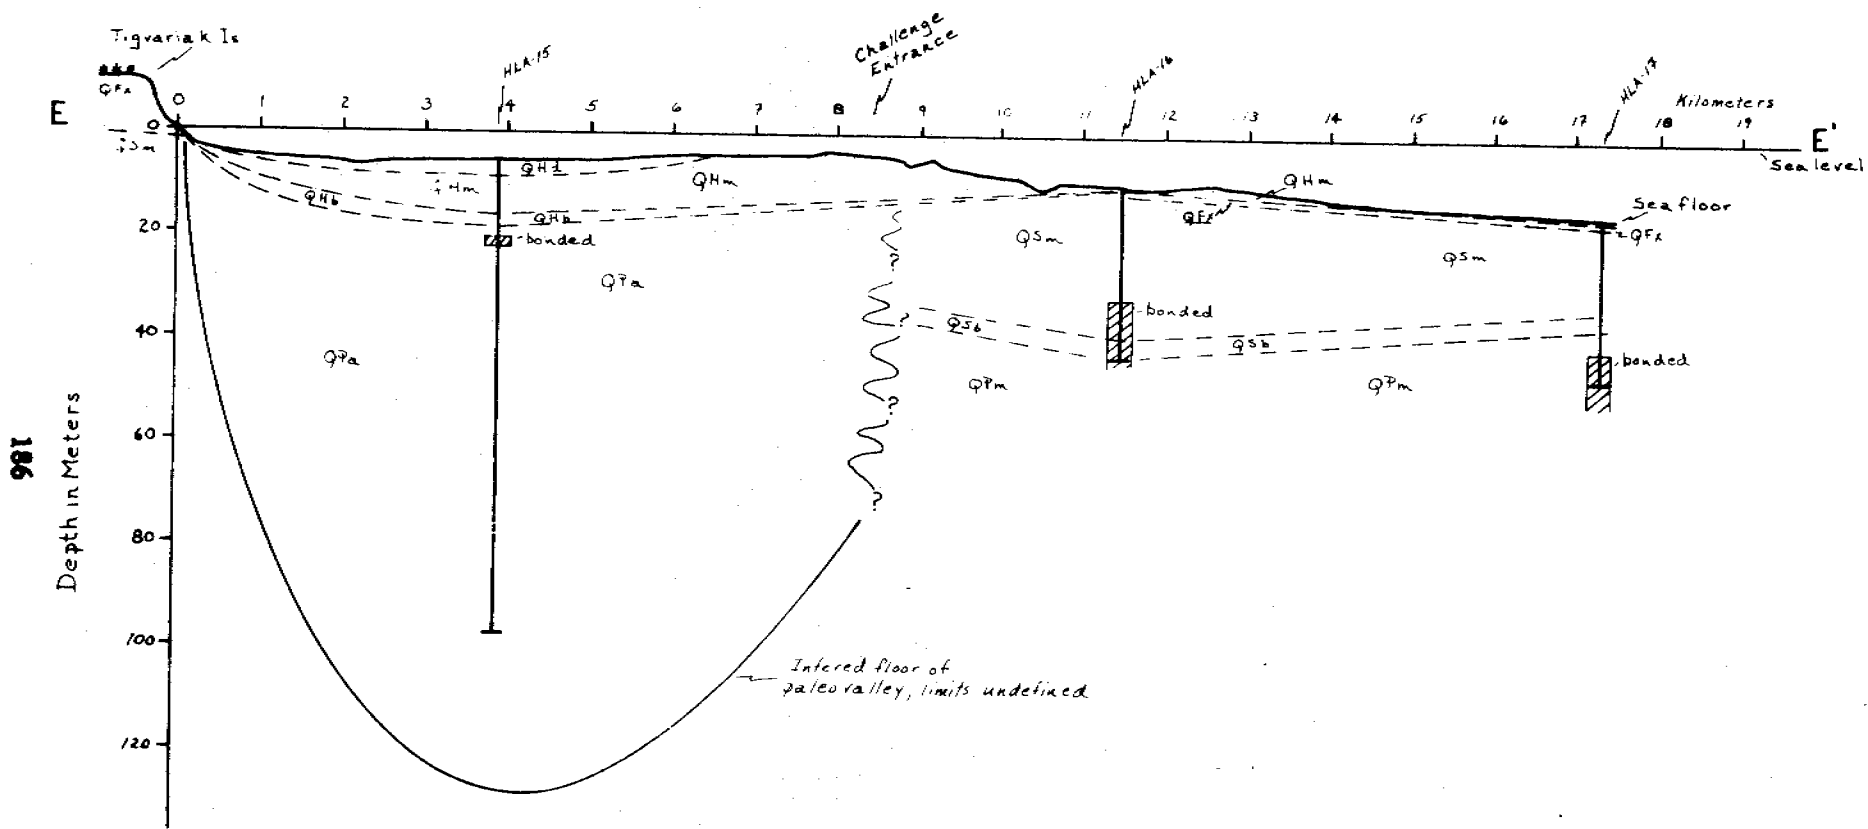 Tigvariak Is
HLA-15
Challenge
Entrance
HLA-16
HLA-17
QFx
E
0 1 2 3 4 5 6 7 8 9 10 11 12 13 14 15 16 17 18 19
Kilometers
E'
Sea level
0
QHm
QHm
QHb
QHb
bonded
20
QPa
QSm
QFx
QHm
QSm
Sea floor
QFx
40
QPa
QSb
bonded
QSb
QPm
QPm
bonded
?
?
?
?
60
80
100
120
Depth in Meters
186
Intered floor of
paleovalley, limits undefined